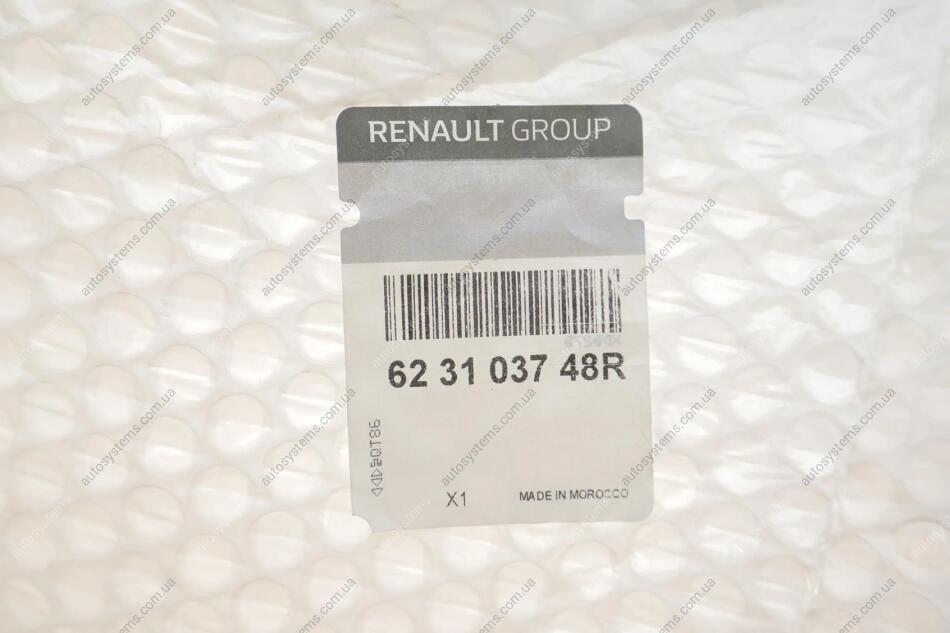 RENAULT GROUP
62 31 037 48R
X1
MADE IN MOROCCO
autosystems.com.ua